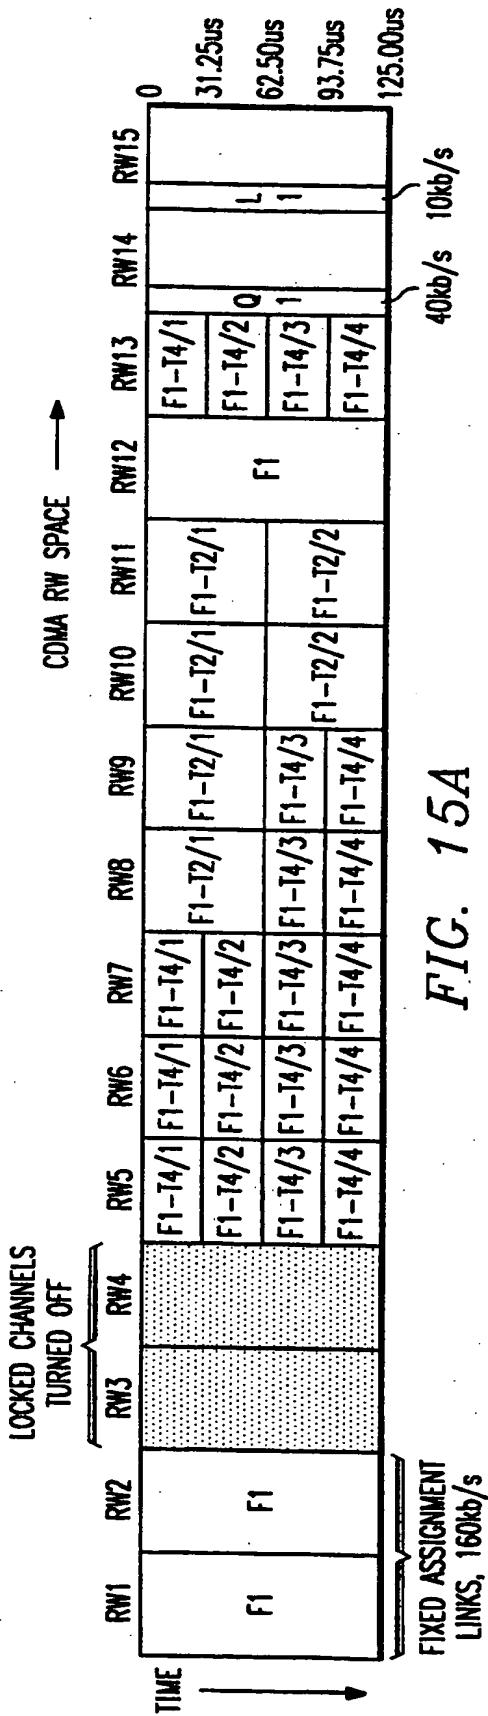 CDMA RW SPACE
LOCKED CHANNELS
TURNED OFF
RW1 RW2 RW3 RW4 RW5 RW6 RW7 RW8 RW9 RW10 RW11 RW12 RW13 RW14 RW15
TIME
0
31.25us
62.50us
93.75us
125.00us
F1
F1
F1-T4/1
F1-T4/2
F1-T4/3
F1-T4/4
F1-T4/1
F1-T4/2
F1-T4/3
F1-T4/4
F1-T4/1
F1-T4/2
F1-T4/3
F1-T4/4
F1-T2/1
F1-T4/3
F1-T4/4
F1-T2/1
F1-T4/3
F1-T4/4
F1-T2/1
F1-T2/2
F1-T2/1
F1-T2/2
F1
F1-T4/1
F1-T4/2
F1-T4/3
F1-T4/4
Q
1
L
1
FIXED ASSIGNMENT
LINKS, 160kb/s
40kb/s
10kb/s
FIG. 15A